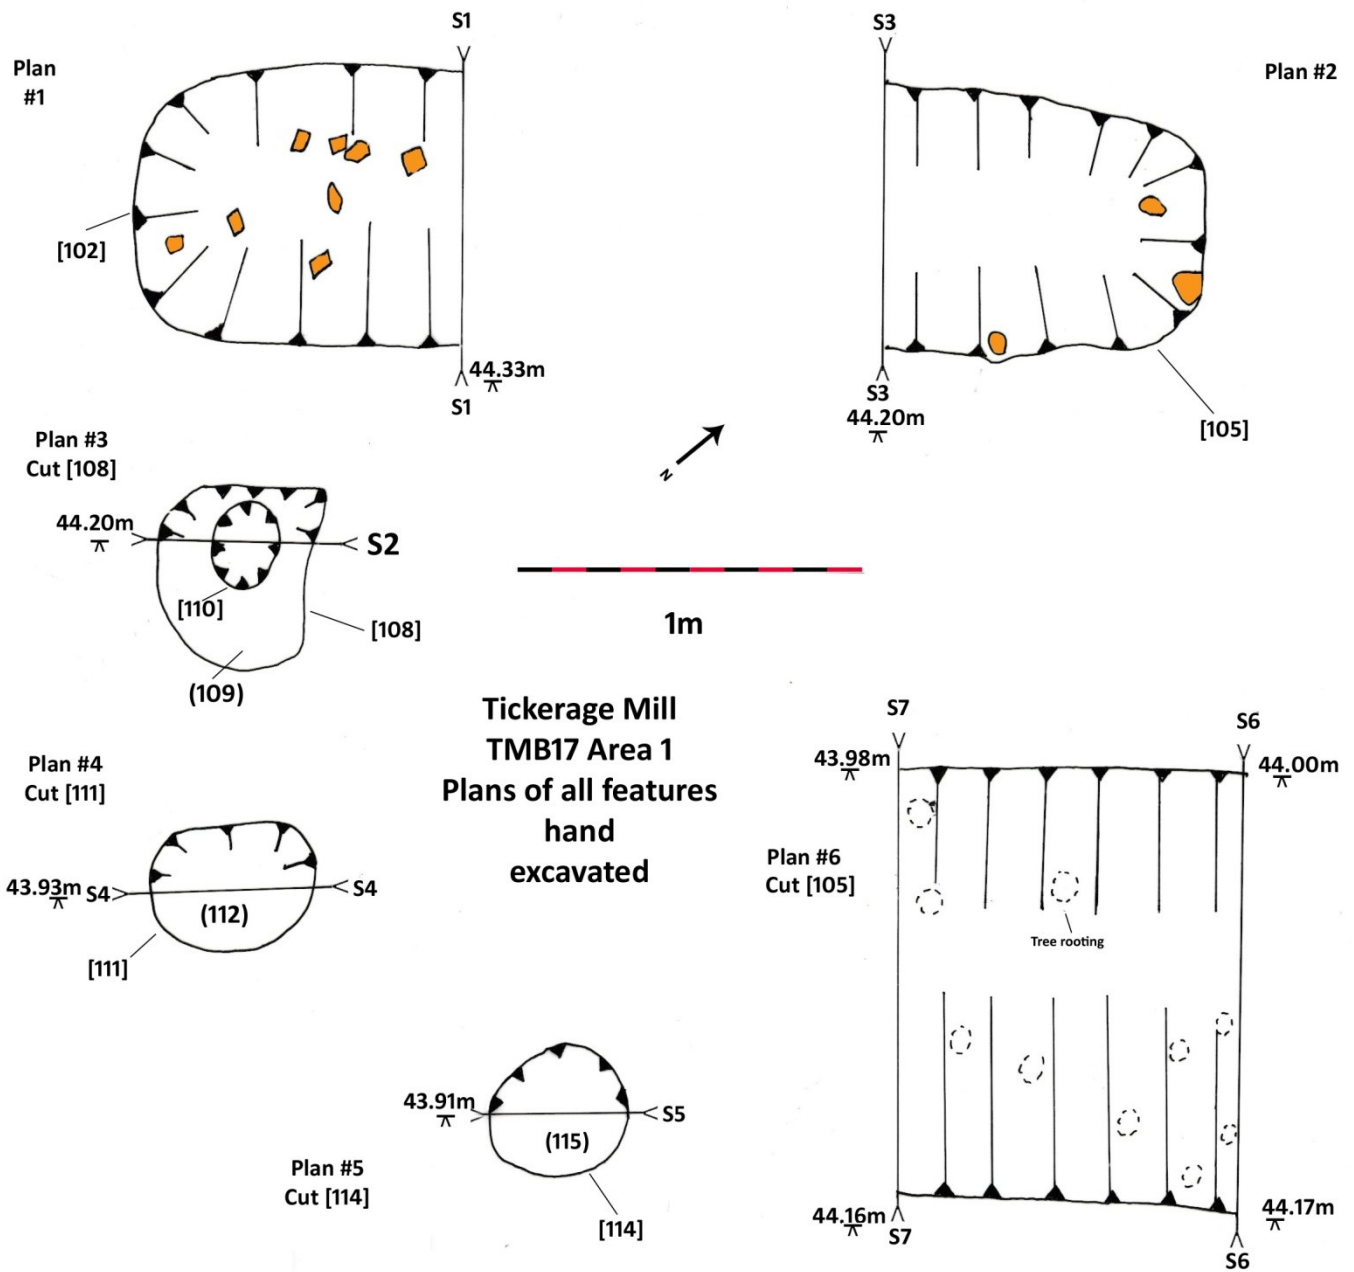 S1
Plan
#1
[102]
44.33m
S1
S3
Plan #2
S3
44.20m
[105]
N
Plan #3
Cut [108]
44.20m
S2
[110]
[108]
(109)
1m
Tickerage Mill
TMB17 Area 1
Plans of all features
hand
excavated
Plan #4
Cut [111]
43.93m
S4
S4
(112)
[111]
43.91m
S5
(115)
Plan #5
Cut [114]
[114]
S7
S6
43.98m
44.00m
Plan #6
Cut [105]
Tree rooting
44.16m
S7
44.17m
S6